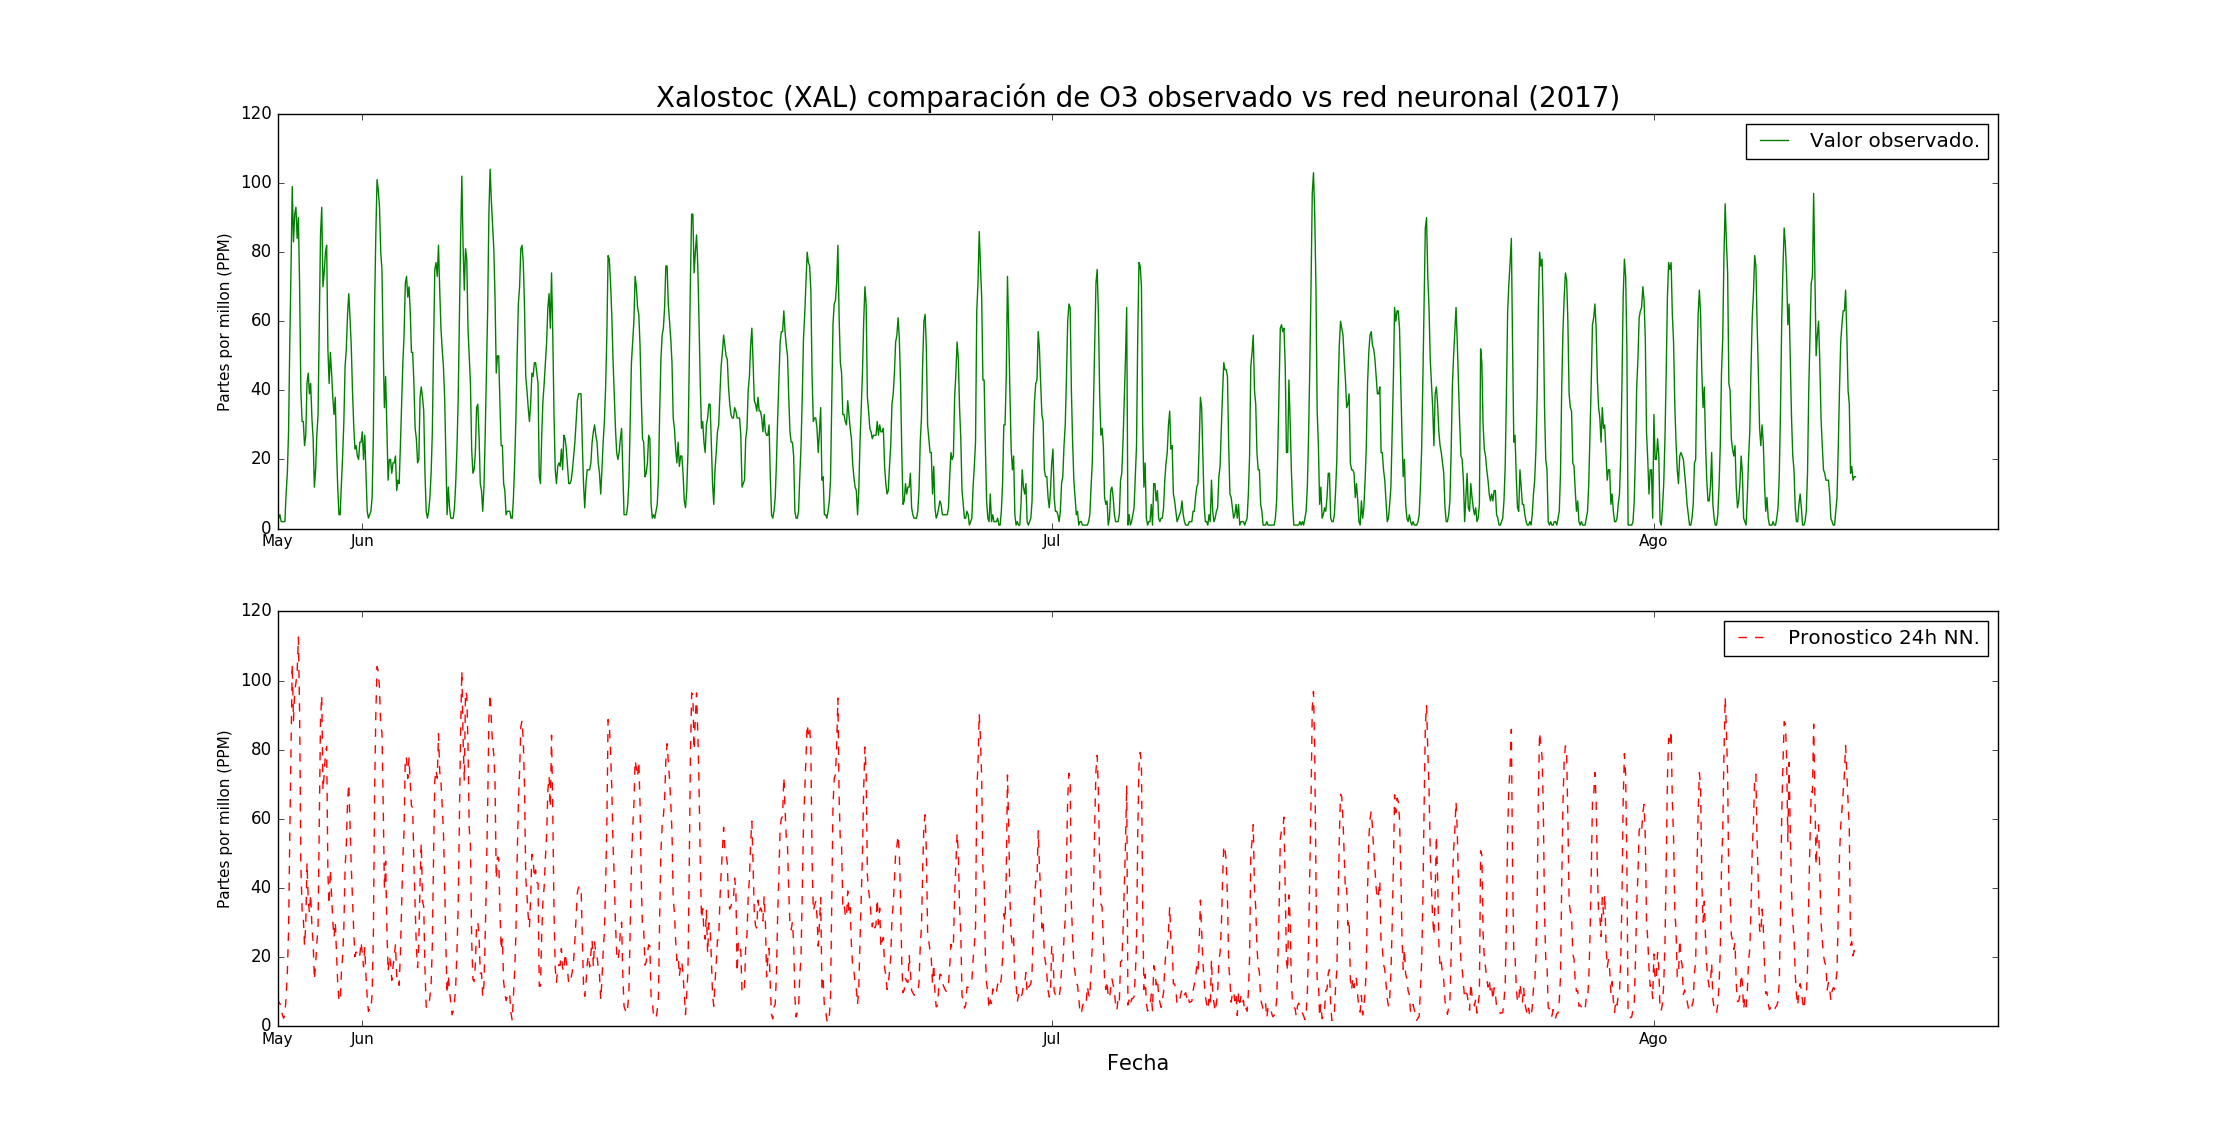 Xalostoc (XAL) comparación de O3 observado vs red neuronal (2017)
120
100
80
60
40
20
0
Partes por millon (PPM)
Valor observado.
May Jun Jul Ago
120
100
80
60
40
20
0
Partes por millon (PPM)
Pronostico 24h NN.
May Jun Jul Ago
Fecha